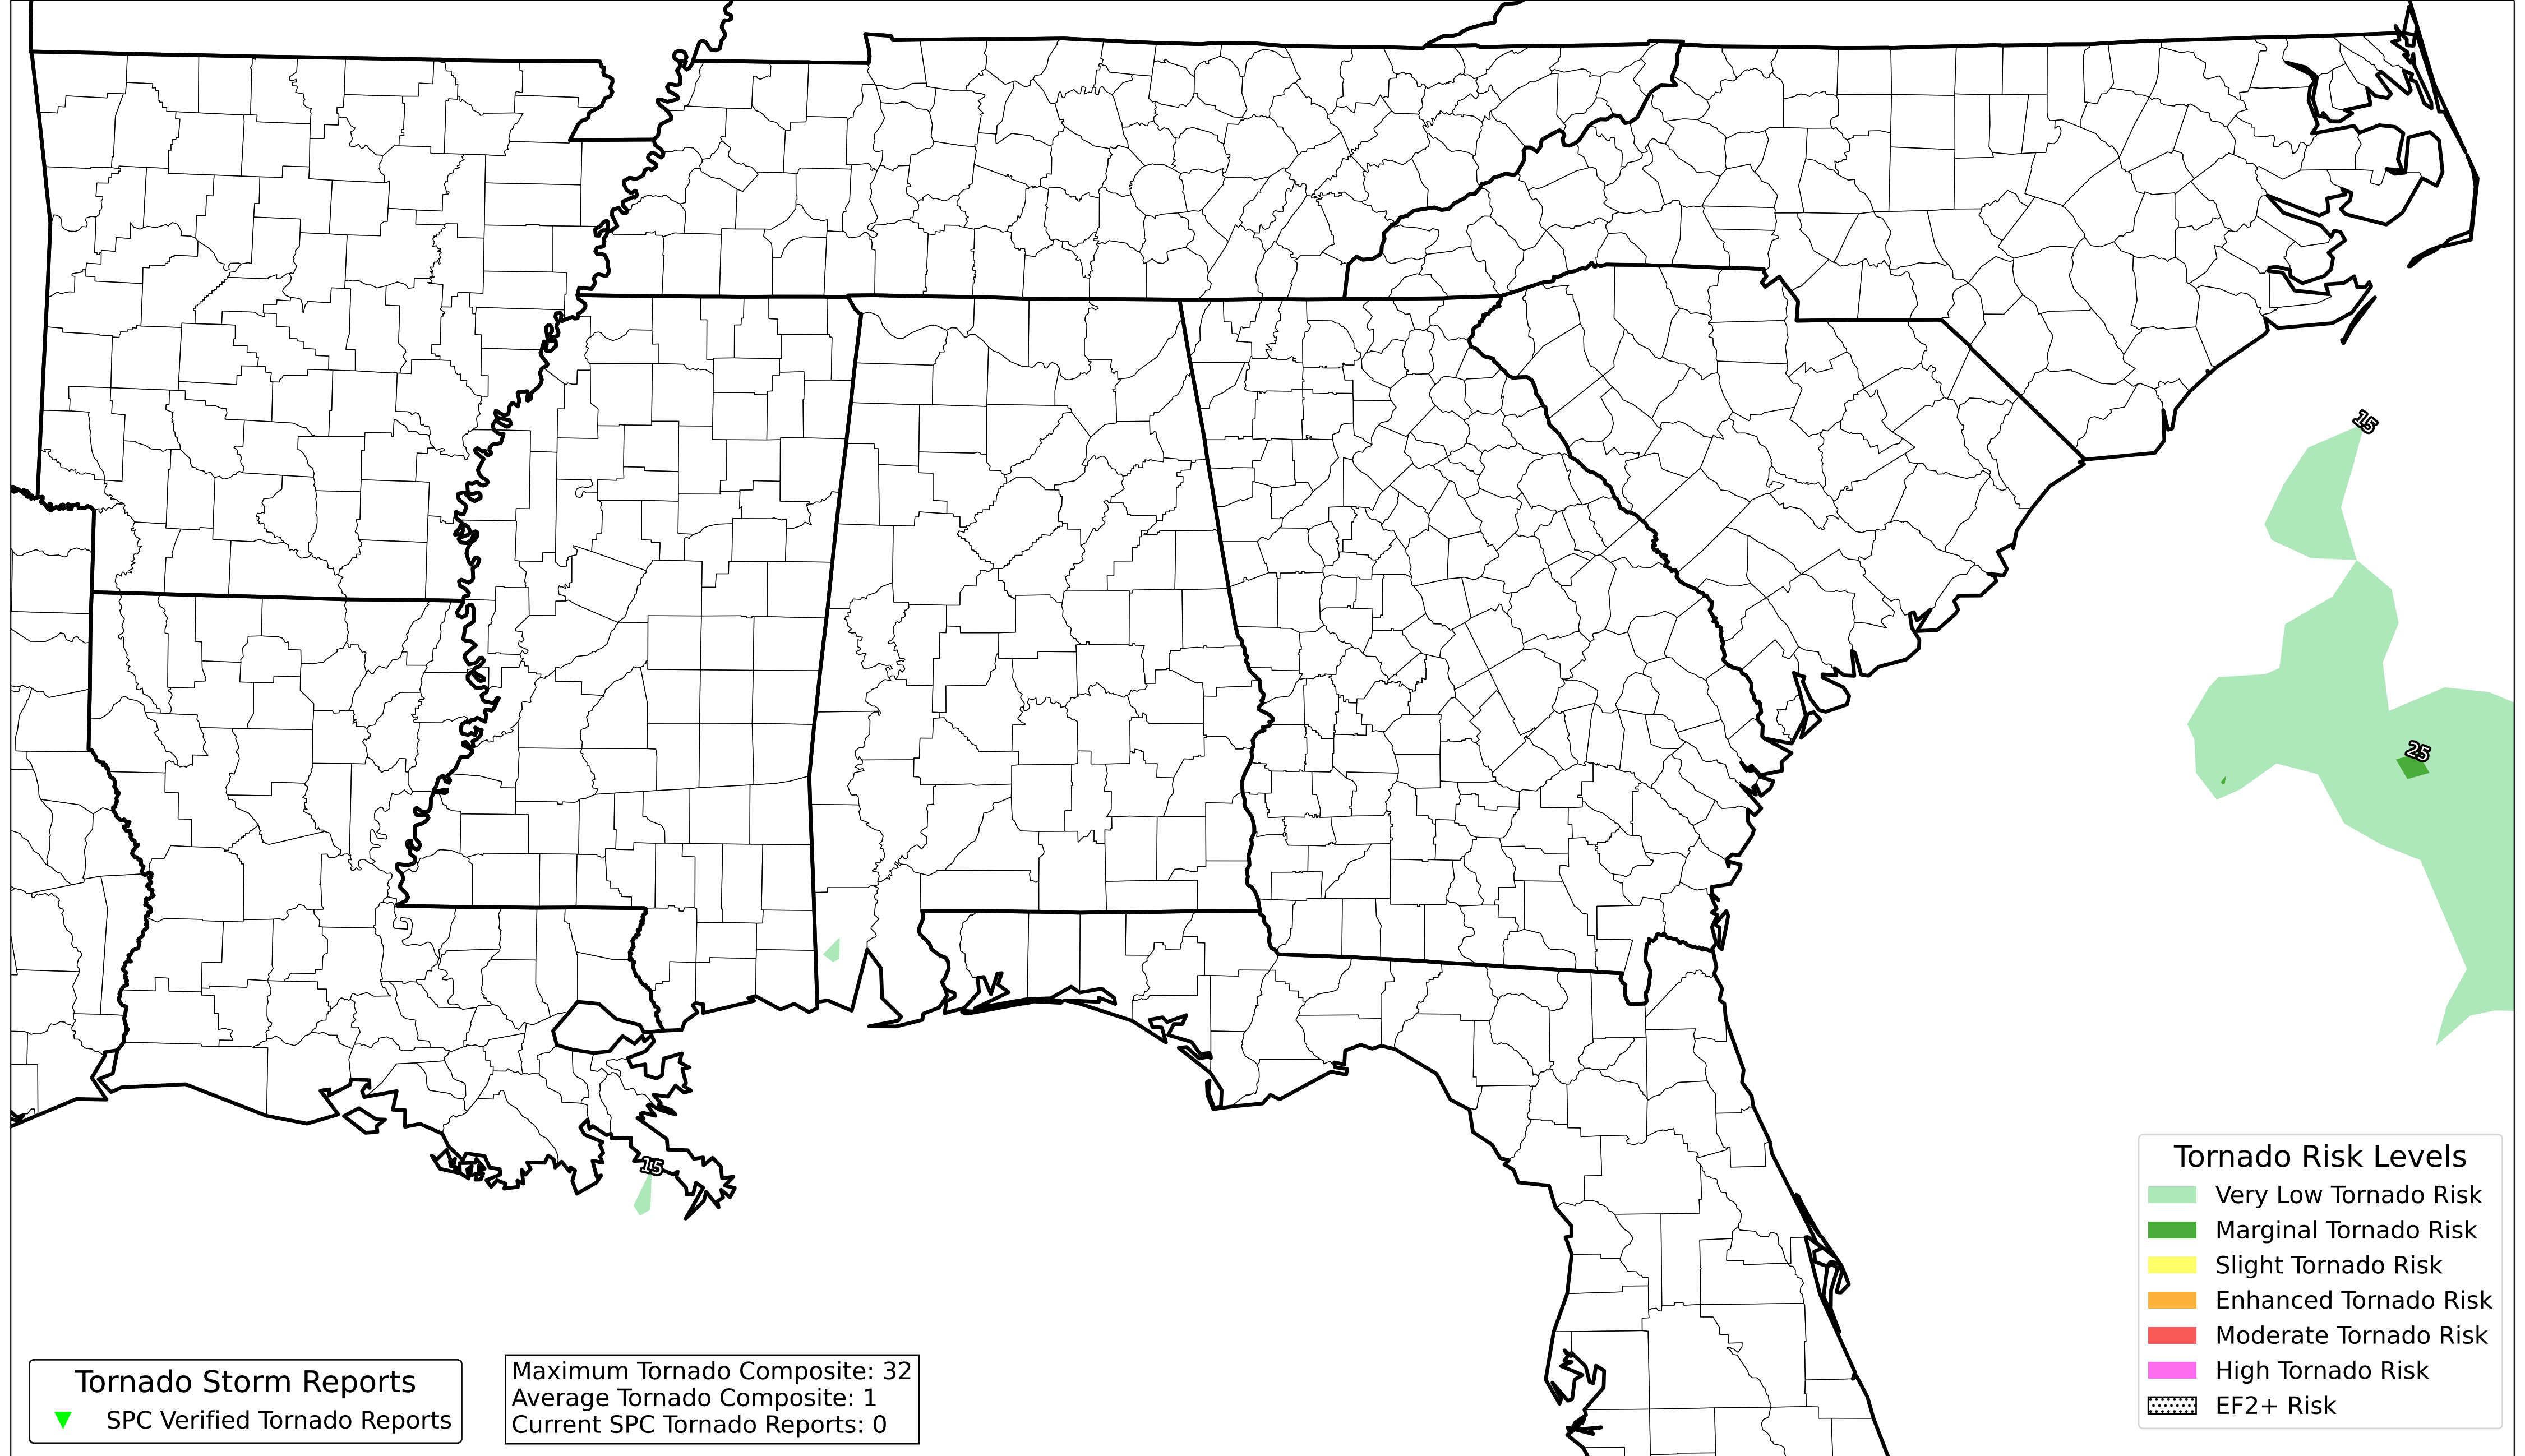 15
25
15
Tornado Risk Levels
Very Low Tornado Risk
Marginal Tornado Risk
Slight Tornado Risk
Enhanced Tornado Risk
Moderate Tornado Risk
High Tornado Risk
EF2+ Risk
Tornado Storm Reports
SPC Verified Tornado Reports
Maximum Tornado Composite: 32
Average Tornado Composite: 1
Current SPC Tornado Reports: 0